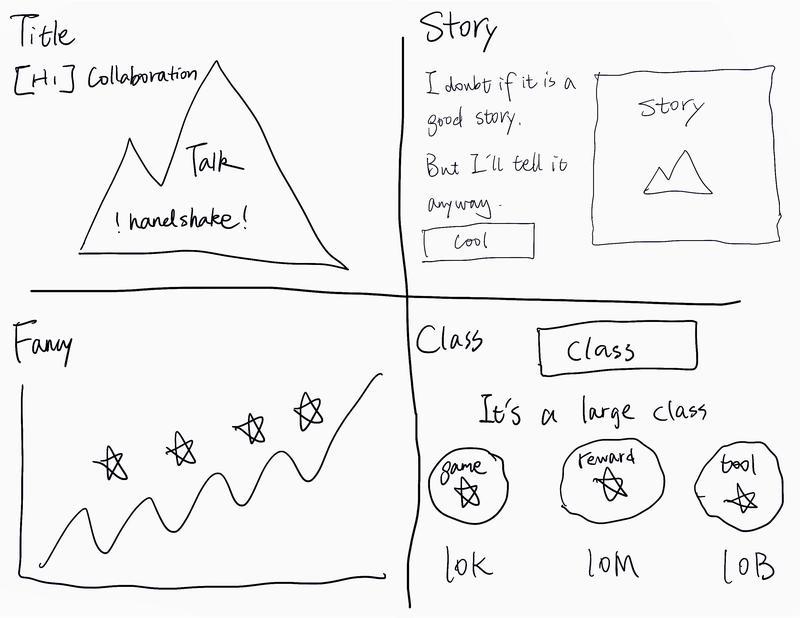 Title
[Hi] Collaboration
Talk
! handshake!
Story
I doubt if it is a
good story.
But I'll tell it
anyway.
Cool
Story
Fancy
Class
Class
It's a large class
game
reward
tool
10K
10M
10B